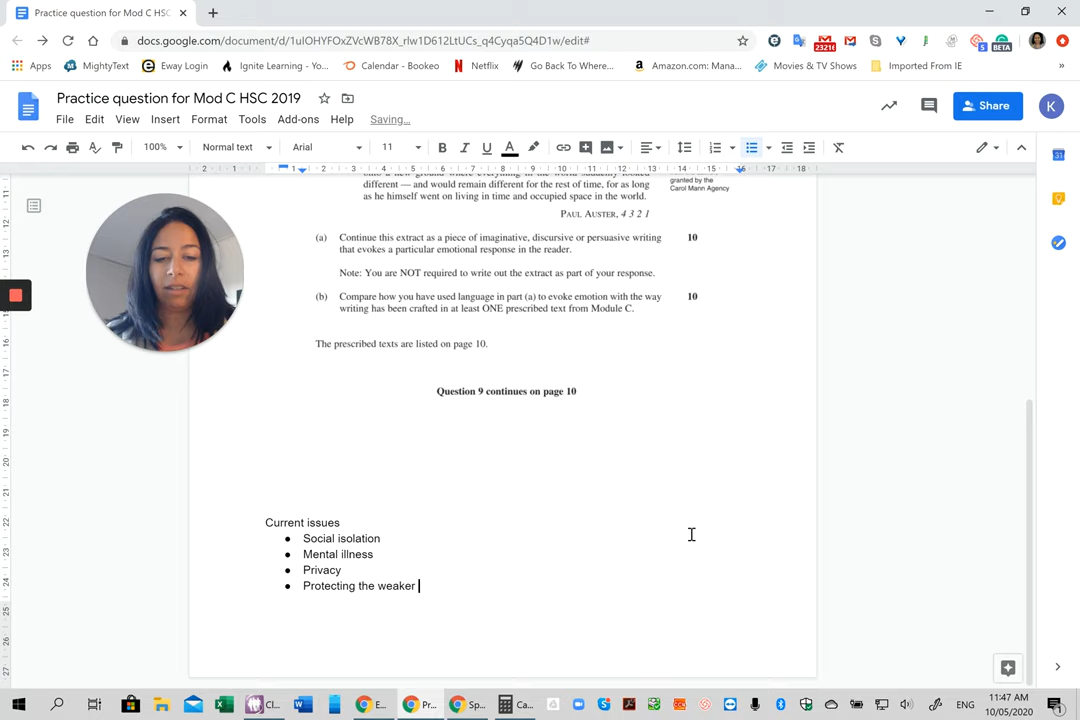 Practice question for Mod C HSC
docs.google.com/document/d/1uIOHYFOxZVcWB78X_rlw1D612LtUCs_q4Cyqa5Q4D1w/edit#
23216
5
BETA
Apps
MightyText
Eway Login
Ignite Learning - Yo...
Calendar - Bookeo
Netflix
Go Back To Where...
Amazon.com: Mana...
Movies & TV Shows
Imported From IE
»
Practice question for Mod C HSC 2019
File Edit View Insert Format Tools Add-ons Help Saving...
Share
K
100% Normal text Arial 11
different — and would remain different for the rest of time, for as long
as he himself went on living in time and occupied space in the world.
PAUL AUSTER, 4 3 2 1
granted by the
Carol Mann Agency
(a) Continue this extract as a piece of imaginative, discursive or persuasive writing 10
that evokes a particular emotional response in the reader.
Note: You are NOT required to write out the extract as part of your response.
(b) Compare how you have used language in part (a) to evoke emotion with the way 10
writing has been crafted in at least ONE prescribed text from Module C.
The prescribed texts are listed on page 10.
Question 9 continues on page 10
Current issues
● Social isolation
● Mental illness
● Privacy
● Protecting the weaker
E...
Pr...
Sp...
Ca...
ENG
11:47 AM
10/05/2020